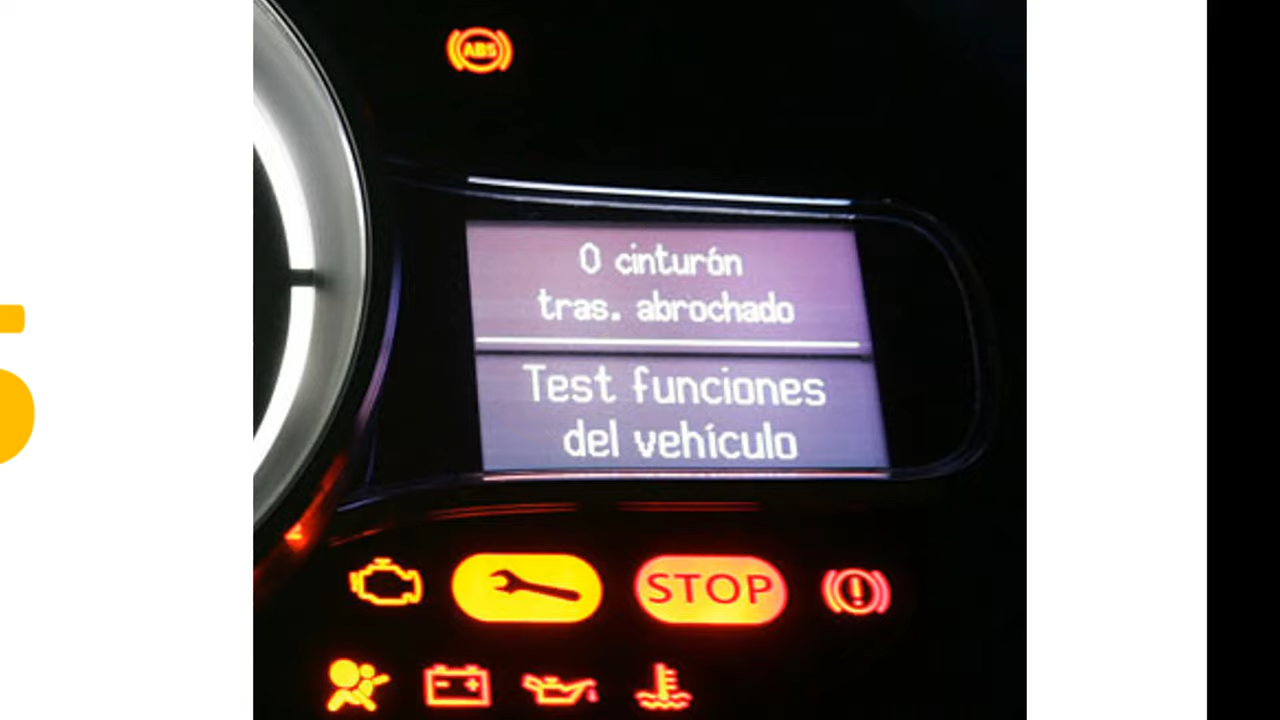 ABS
0 cinturón
tras. abrochado
Test funciones
del vehículo
STOP